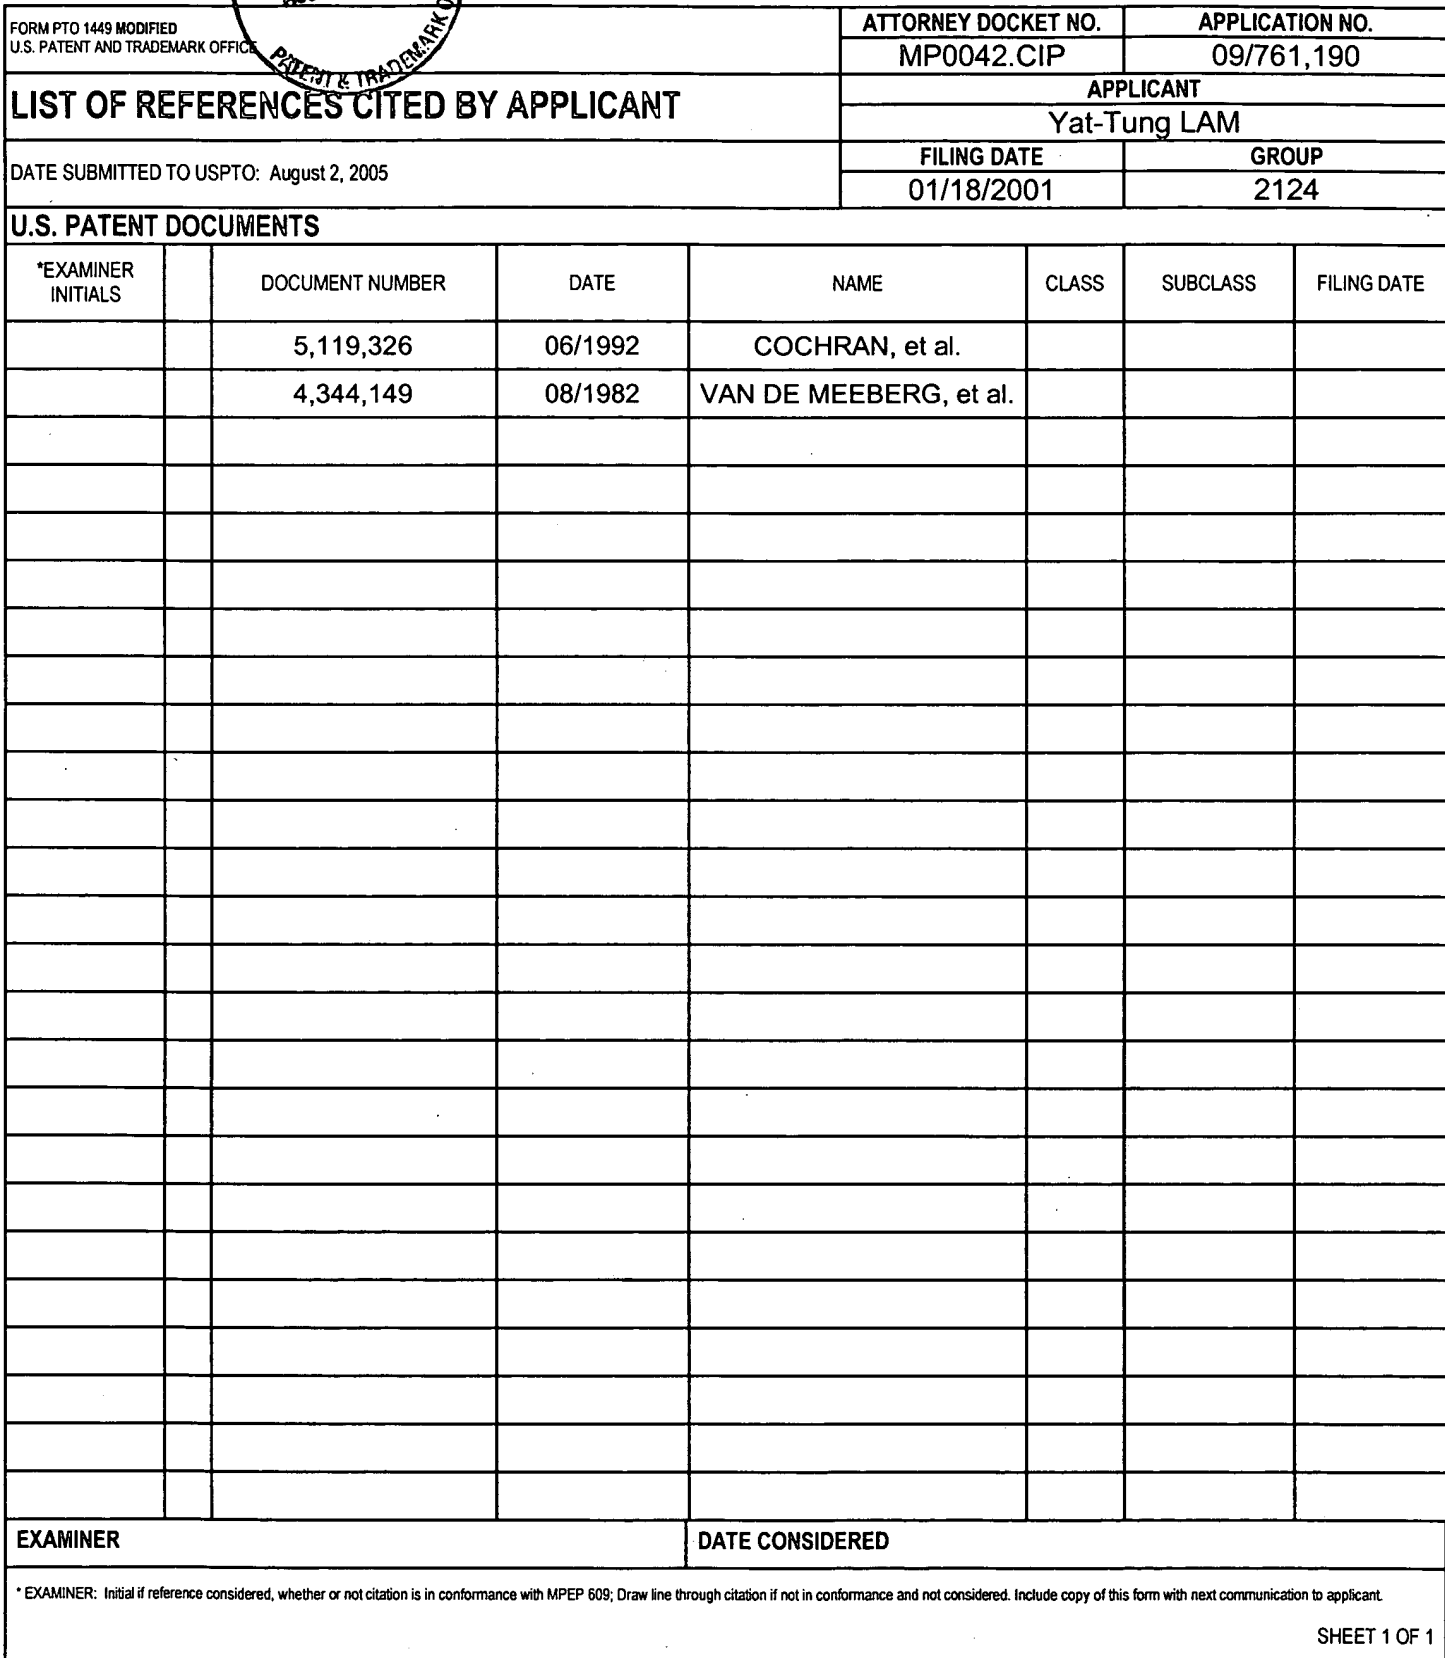 FORM PTO 1449 MODIFIED
U.S. PATENT AND TRADEMARK OFFICE
PATENT & TRADEMARK
ATTORNEY DOCKET NO.
APPLICATION NO.
MP0042.CIP
09/761,190
LIST OF REFERENCES CITED BY APPLICANT
APPLICANT
Yat-Tung LAM
DATE SUBMITTED TO USPTO: August 2, 2005
FILING DATE
GROUP
01/18/2001
2124
U.S. PATENT DOCUMENTS
*EXAMINER
INITIALS
DOCUMENT NUMBER
DATE
NAME
CLASS
SUBCLASS
FILING DATE
5,119,326
06/1992
COCHRAN, et al.
4,344,149
08/1982
VAN DE MEEBERG, et al.
EXAMINER
DATE CONSIDERED
* EXAMINER: Initial if reference considered, whether or not citation is in conformance with MPEP 609; Draw line through citation if not in conformance and not considered. Include copy of this form with next communication to applicant.
SHEET 1 OF 1